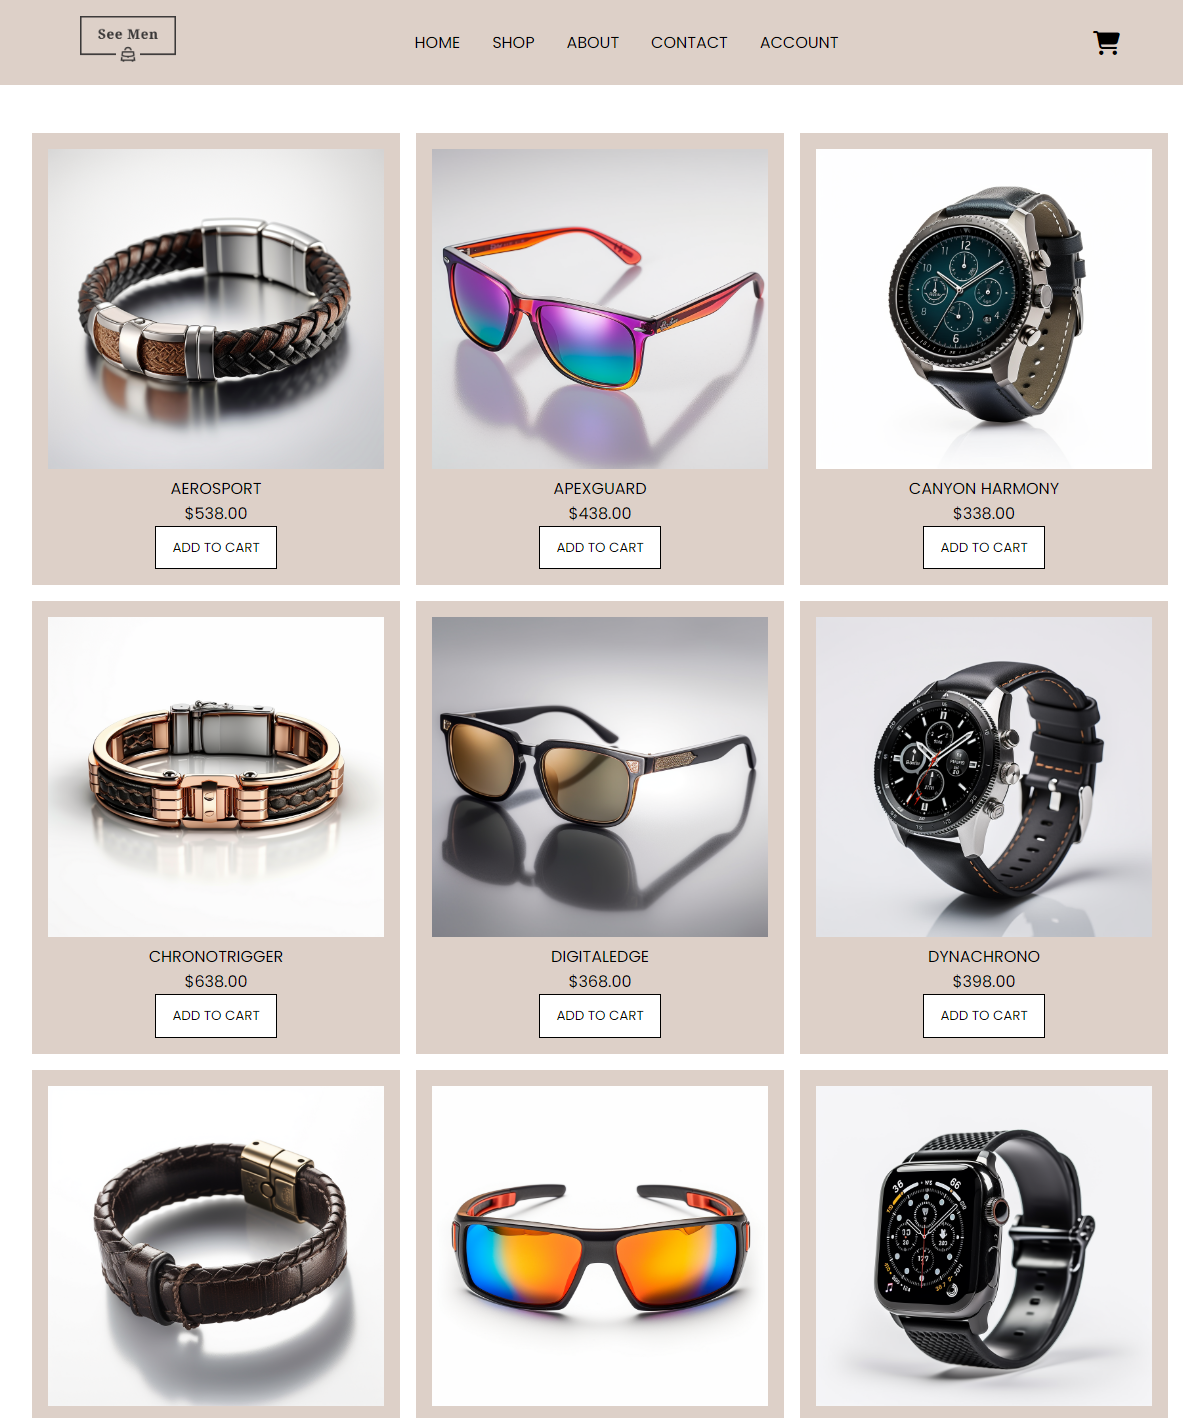 See Men
HOME SHOP ABOUT CONTACT ACCOUNT
AEROSPORT
$538.00
ADD TO CART
APEXGUARD
$438.00
ADD TO CART
CANYON HARMONY
$338.00
ADD TO CART
CHRONOTRIGGER
$638.00
ADD TO CART
DIGITALEDGE
$368.00
ADD TO CART
DYNACHRONO
$398.00
ADD TO CART